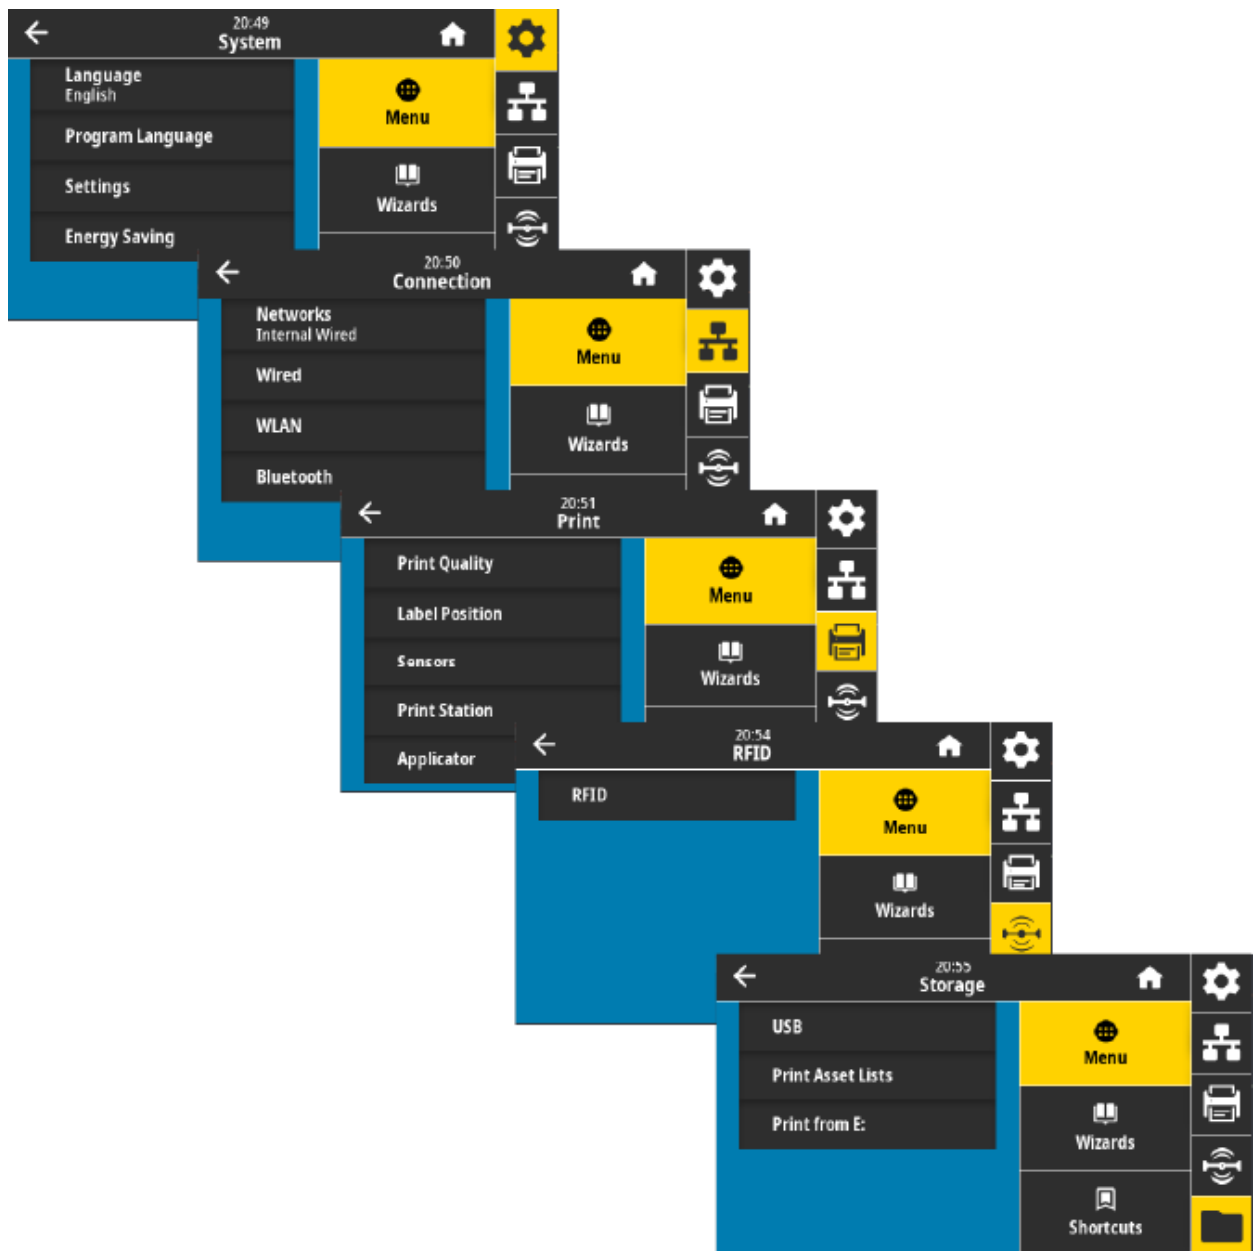 20:49
System
Language
English
Program Language
Settings
Energy Saving
Menu
Wizards
20:50
Connection
Networks
Internal Wired
Wired
WLAN
Bluetooth
Menu
Wizards
20:51
Print
Print Quality
Label Position
Sensors
Print Station
Applicator
Menu
Wizards
20:54
RFID
RFID
Menu
Wizards
20:55
Storage
USB
Print Asset Lists
Print from E:
Menu
Wizards
Shortcuts